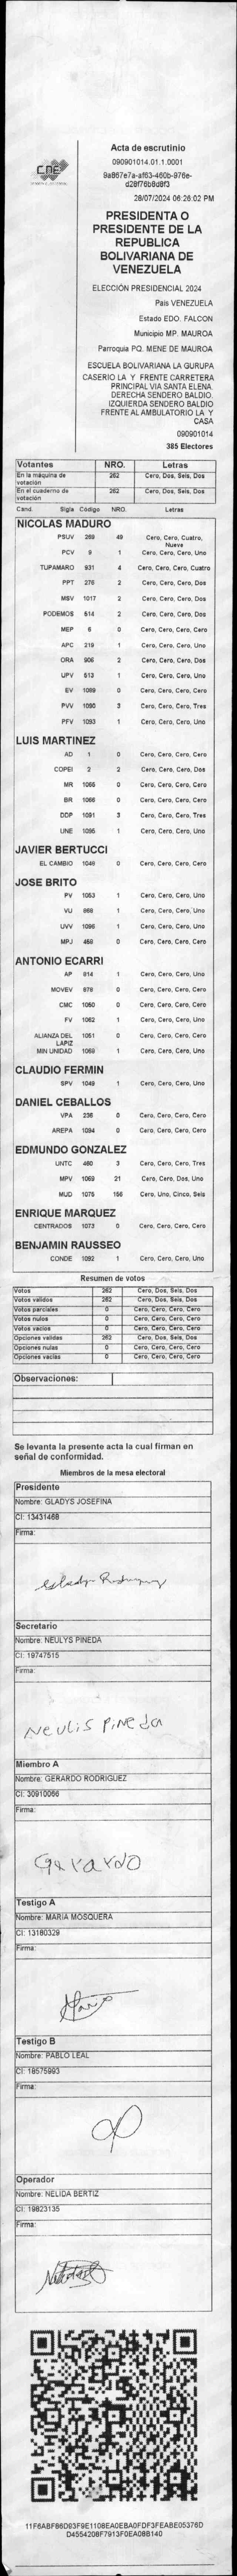 CNE
Acta de escrutinio
090901014.01.1.0001
9a867e7a-af63-460b-976e-
d28f76b8d8f3
28/07/2024 06:26:02 PM
PRESIDENTA O
PRESIDENTE DE LA
REPUBLICA
BOLIVARIANA DE
VENEZUELA
ELECCIÓN PRESIDENCIAL 2024
País VENEZUELA
Estado EDO. FALCON
Municipio MP. MAUROA
Parroquia PQ. MENE DE MAUROA
ESCUELA BOLIVARIANA LA GURUPA
CASERIO LA Y FRENTE CARRETERA
PRINCIPAL VIA SANTA ELENA.
DERECHA SENDERO BALDIO.
IZQUIERDA SENDERO BALDIO
FRENTE AL AMBULATORIO LA Y
CASA
090901014
385 Electores
Votantes NRO. Letras
En la máquina de votación 262 Cero, Dos, Seis, Dos
En el cuaderno de votación 262 Cero, Dos, Seis, Dos
Cand. Sigla Código NRO. Letras
NICOLAS MADURO
PSUV 269 49 Cero, Cero, Cuatro, Nueve
PCV 9 1 Cero, Cero, Cero, Uno
TUPAMARO 931 4 Cero, Cero, Cero, Cuatro
PPT 276 2 Cero, Cero, Cero, Dos
MSV 1017 2 Cero, Cero, Cero, Dos
PODEMOS 514 2 Cero, Cero, Cero, Dos
MEP 6 0 Cero, Cero, Cero, Cero
APC 219 1 Cero, Cero, Cero, Uno
ORA 906 2 Cero, Cero, Cero, Dos
UPV 613 1 Cero, Cero, Cero, Uno
EV 1089 0 Cero, Cero, Cero, Cero
PVV 1090 3 Cero, Cero, Cero, Tres
PFV 1093 1 Cero, Cero, Cero, Uno
LUIS MARTINEZ
AD 1 0 Cero, Cero, Cero, Cero
COPEI 2 2 Cero, Cero, Cero, Dos
MR 1065 0 Cero, Cero, Cero, Cero
BR 1066 0 Cero, Cero, Cero, Cero
DDP 1091 3 Cero, Cero, Cero, Tres
UNE 1095 1 Cero, Cero, Cero, Uno
JAVIER BERTUCCI
EL CAMBIO 1048 0 Cero, Cero, Cero, Cero
JOSE BRITO
PV 1053 1 Cero, Cero, Cero, Uno
VU 868 1 Cero, Cero, Cero, Uno
UVV 1096 1 Cero, Cero, Cero, Uno
MPJ 458 0 Cero, Cero, Cero, Cero
ANTONIO ECARRI
AP 814 1 Cero, Cero, Cero, Uno
MOVEV 879 0 Cero, Cero, Cero, Cero
CMC 1050 0 Cero, Cero, Cero, Cero
FV 1062 1 Cero, Cero, Cero, Uno
ALIANZA DEL LAPIZ 1051 0 Cero, Cero, Cero, Cero
MIN UNIDAD 1069 1 Cero, Cero, Cero, Uno
CLAUDIO FERMIN
SPV 1049 1 Cero, Cero, Cero, Uno
DANIEL CEBALLOS
VPA 236 0 Cero, Cero, Cero, Cero
AREPA 1094 0 Cero, Cero, Cero, Cero
EDMUNDO GONZALEZ
UNTC 460 3 Cero, Cero, Cero, Tres
MPV 1069 21 Cero, Cero, Dos, Uno
MUD 1075 156 Cero, Uno, Cinco, Seis
ENRIQUE MARQUEZ
CENTRADOS 1073 0 Cero, Cero, Cero, Cero
BENJAMIN RAUSSEO
CONDE 1092 1 Cero, Cero, Cero, Uno
Resumen de votos
Votos 262 Cero, Dos, Seis, Dos
Votos validos 262 Cero, Dos, Seis, Dos
Votos parciales 0 Cero, Cero, Cero, Cero
Votos nulos 0 Cero, Cero, Cero, Cero
Votos vacíos 0 Cero, Cero, Cero, Cero
Opciones validas 262 Cero, Dos, Seis, Dos
Opciones nulas 0 Cero, Cero, Cero, Cero
Opciones vacías 0 Cero, Cero, Cero, Cero
Observaciones:
Se levanta la presente acta la cual firman en
señal de conformidad.
Miembros de la mesa electoral
Presidente
Nombre: GLADYS JOSEFINA
CI: 13431468
Firma:
Secretario
Nombre: NEULYS PINEDA
CI: 19747515
Firma:
Neulis Pineda
Miembro A
Nombre: GERARDO RODRIGUEZ
CI: 30910066
Firma:
Gerardo
Testigo A
Nombre: MARIA MOSQUERA
CI: 13180329
Firma:
Testigo B
Nombre: PABLO LEAL
CI: 18575993
Firma:
Operador
Nombre: NELIDA BERTIZ
CI: 19823135
Firma:
11F6ABF86D83F9E1108EA0EBA0FDF3FEABE05376D
D4554208F7913F0EA08B140